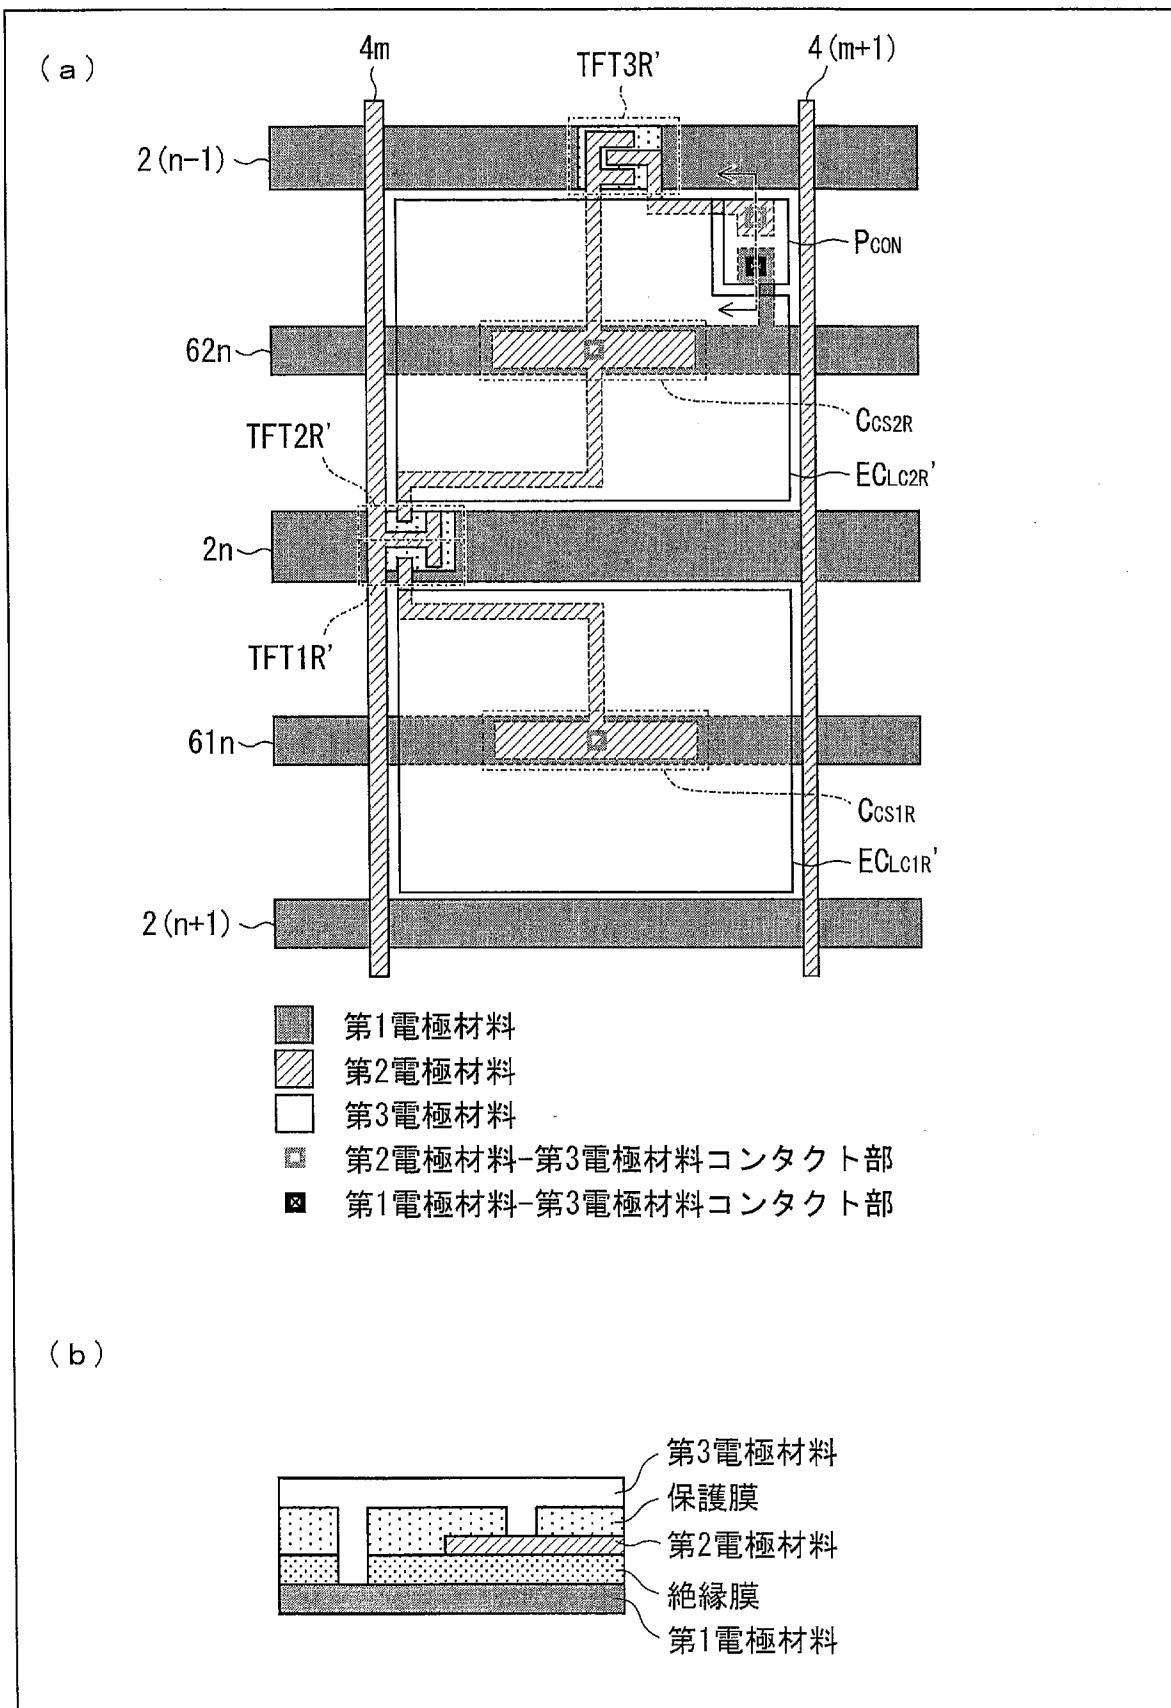 (a)
4m
TFT3R'
4(m+1)
2(n-1)
PCON
62n
CCS2R
TFT2R'
ECLC2R'
2n
TFT1R'
61n
CCS1R
ECLC1R'
2(n+1)
第1電極材料
第2電極材料
第3電極材料
第2電極材料-第3電極材料コンタクト部
第1電極材料-第3電極材料コンタクト部
(b)
第3電極材料
保護膜
第2電極材料
絶縁膜
第1電極材料